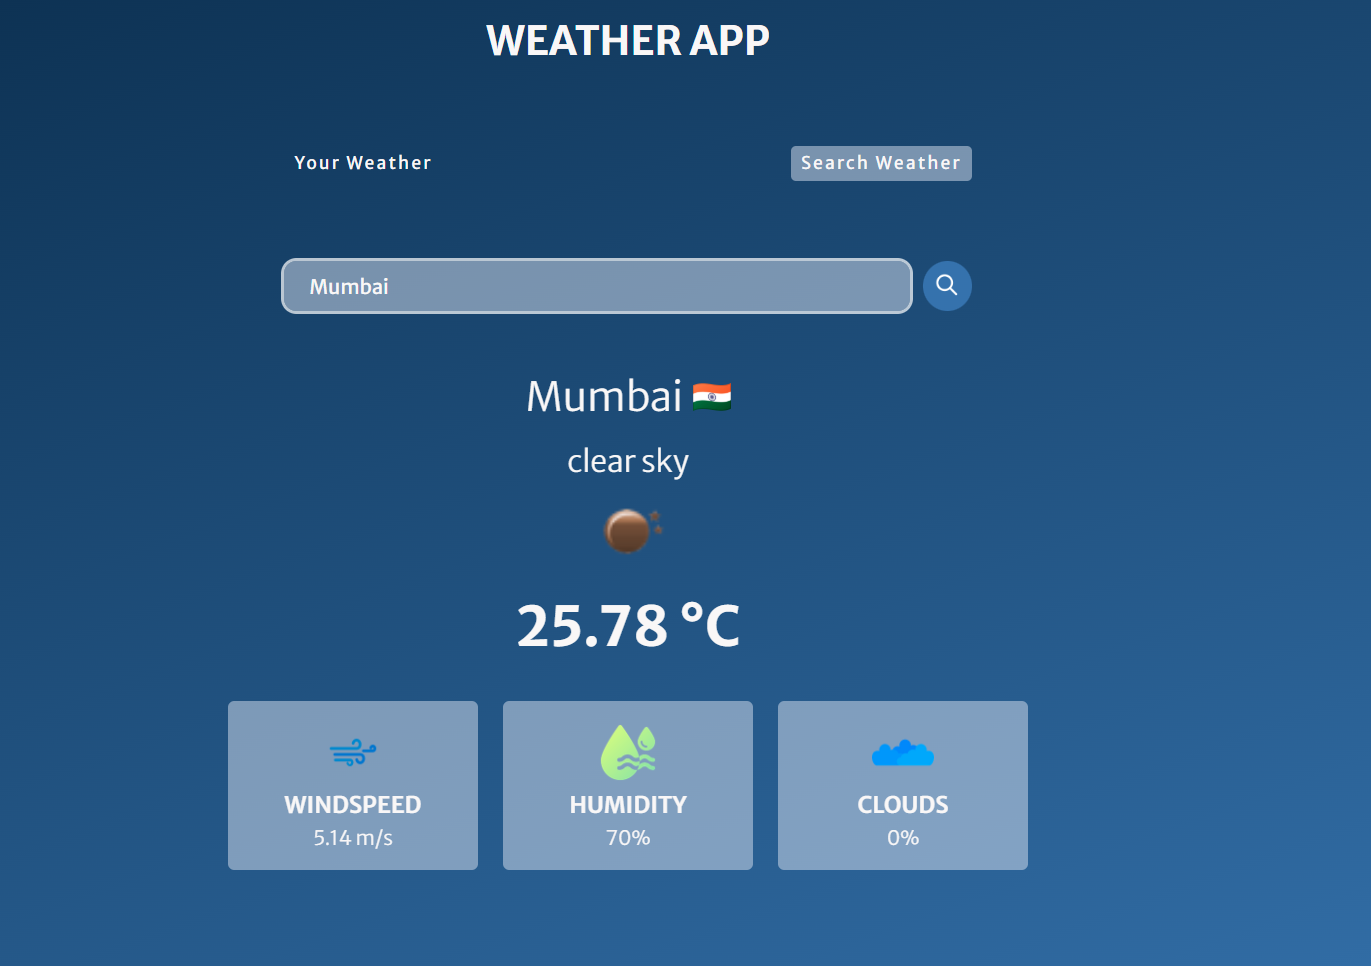 WEATHER APP
Your Weather
Search Weather
Mumbai
Mumbai
clear sky
25.78 °C
WINDSPEED
5.14 m/s
HUMIDITY
70%
CLOUDS
0%